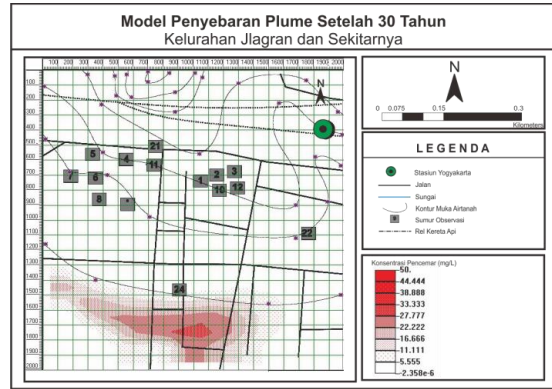 Model Penyebaran Plume Setelah 30 Tahun
Kelurahan Jlagran dan Sekitarnya
100 200 300 400 500 600 700 800 900 1000 1100 1200 1300 1400 1500 1600 1700 1800 1900 2000
100
200
300
400
500
600
700
800
900
1000
1100
1200
1300
1400
1500
1600
1700
1800
1900
2000
N
21
5
4
11
7
6
8
1
2
3
10
12
22
24
N
0 0.075 0.15 0.3
Kilometers
LEGENDA
Stasiun Yogyakarta
Jalan
Sungai
Kontur Muka Airtanah
Sumur Observasi
Rel Kereta Api
Konsentrasi Pencemar (mg/L)
50.
44.444
38.888
33.333
27.777
22.222
16.666
11.111
5.555
-2.358e-6